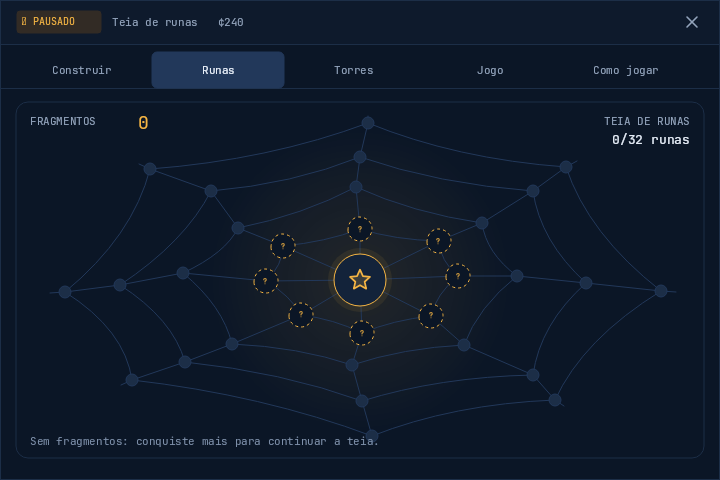 PAUSADO
Teia de runas $240
Construir Runas Torres Jogo Como jogar
FRAGMENTOS 0
TEIA DE RUNAS
0/32 runas
?
?
?
?
?
?
?
?
Sem fragmentos: conquiste mais para continuar a teia.